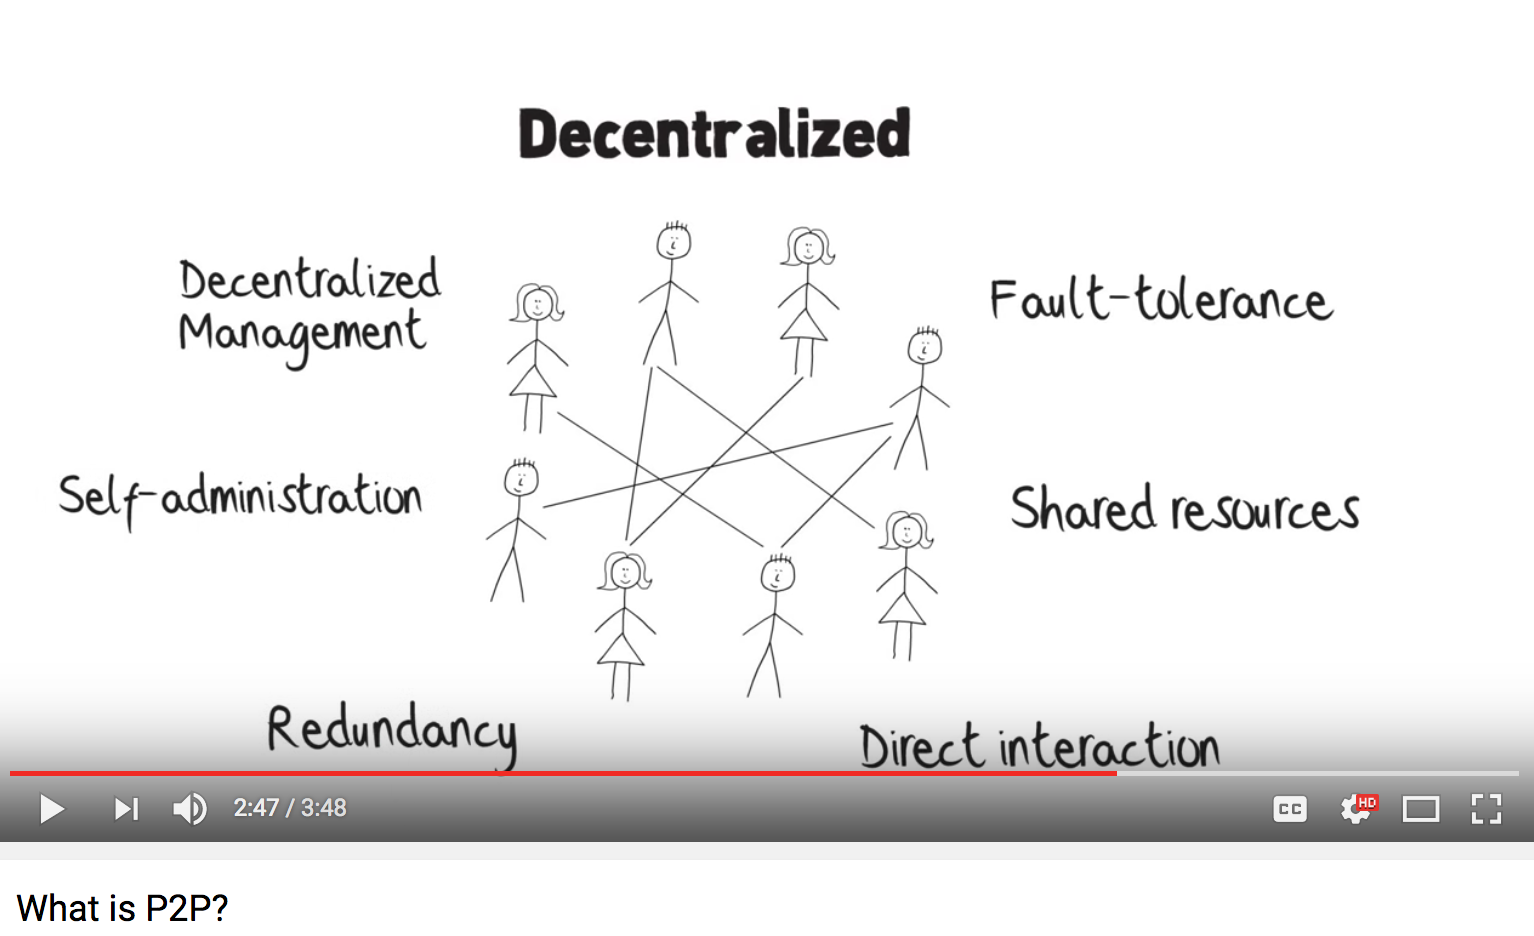 Decentralized
Decentralized
Management
Fault-tolerance
Self-administration
Shared resources
Redundancy
Direct interaction
2:47 / 3:48
CC
HD
What is P2P?